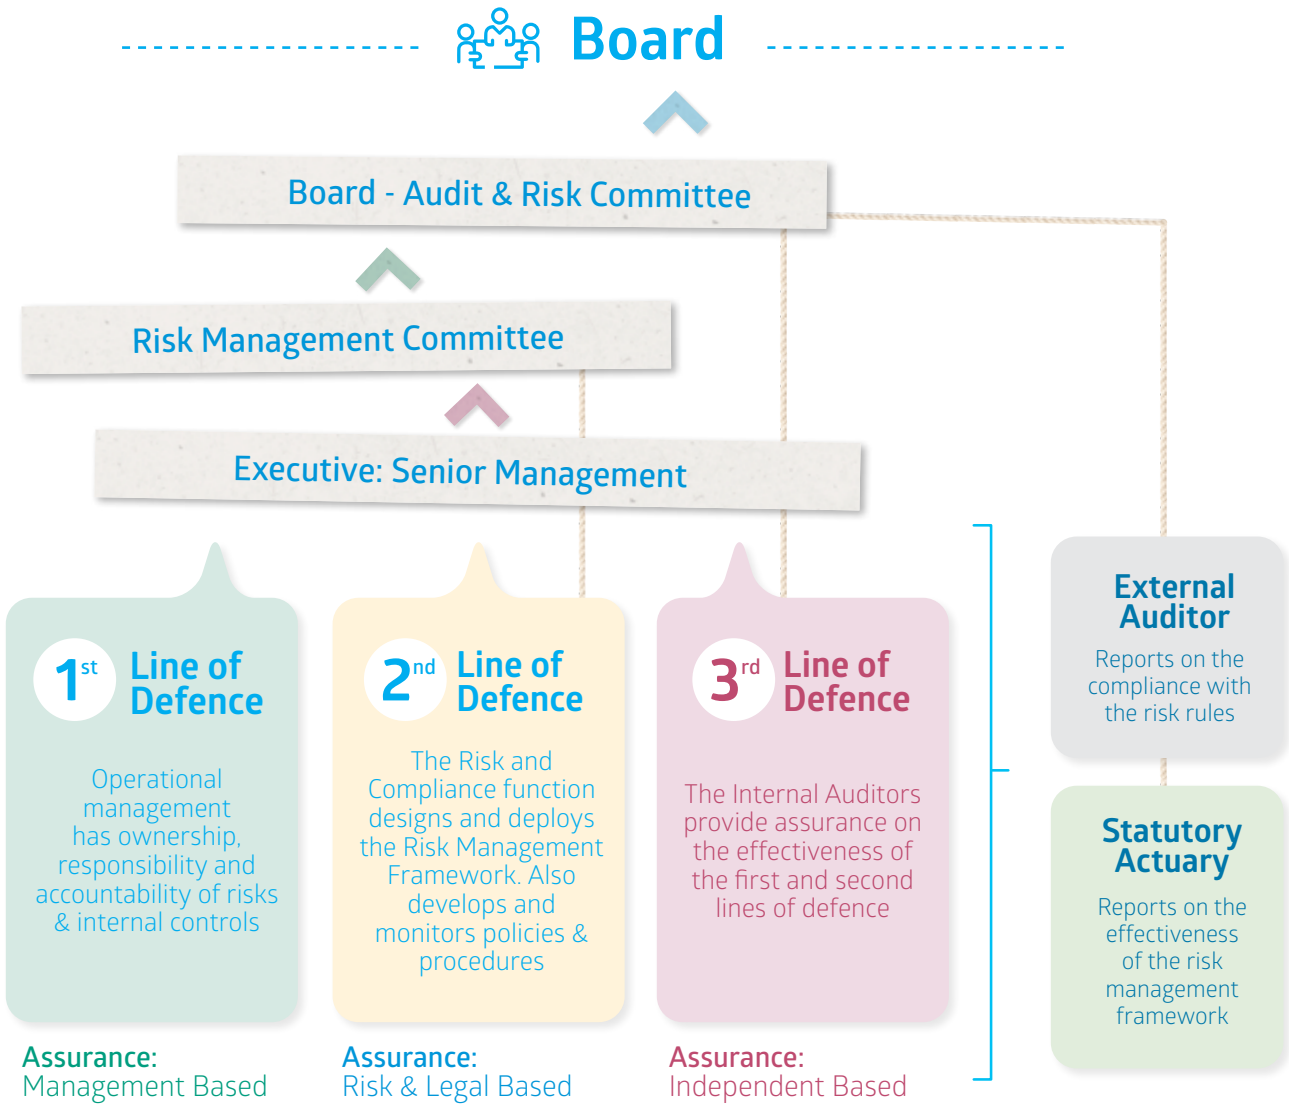 Board
Board - Audit & Risk Committee
Risk Management Committee
Executive: Senior Management
1st
Line of
Defence
Operational
management
has ownership,
responsibility and
accountability of risks
& internal controls
Assurance:
Management Based
2nd
Line of
Defence
The Risk and
Compliance function
designs and deploys
the Risk Management
Framework. Also
develops and
monitors policies &
procedures
Assurance:
Risk & Legal Based
3rd
Line of
Defence
The Internal Auditors
provide assurance on
the effectiveness of
the first and second
lines of defence
Assurance:
Independent Based
External
Auditor
Reports on the
compliance with
the risk rules
Statutory
Actuary
Reports on the
effectiveness
of the risk
management
framework